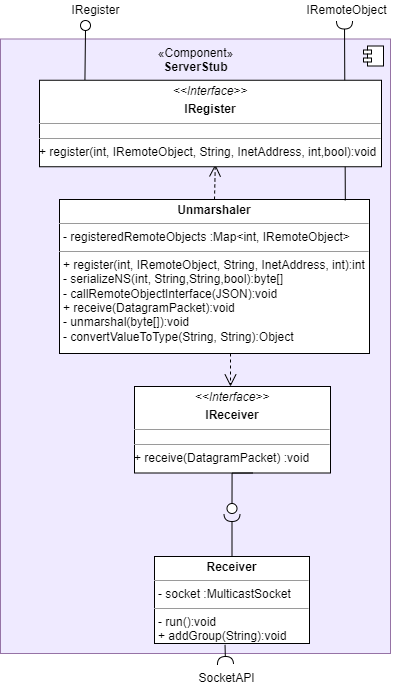 IRegister
IRemoteObject
«Component»
ServerStub
<<Interface>>
IRegister
+ register(int, IRemoteObject, String, InetAddress, int,bool):void
Unmarshaler
- registeredRemoteObjects :Map<int, IRemoteObject>
+ register(int, IRemoteObject, String, InetAddress, int):int
- serializeNS(int, String,String,bool):byte[]
- callRemoteObjectInterface(JSON):void
+ receive(DatagramPacket):void
- unmarshal(byte[]):void
- convertValueToType(String, String):Object
<<Interface>>
IReceiver
+ receive(DatagramPacket) :void
Receiver
- socket :MulticastSocket
- run():void
+ addGroup(String):void
SocketAPI